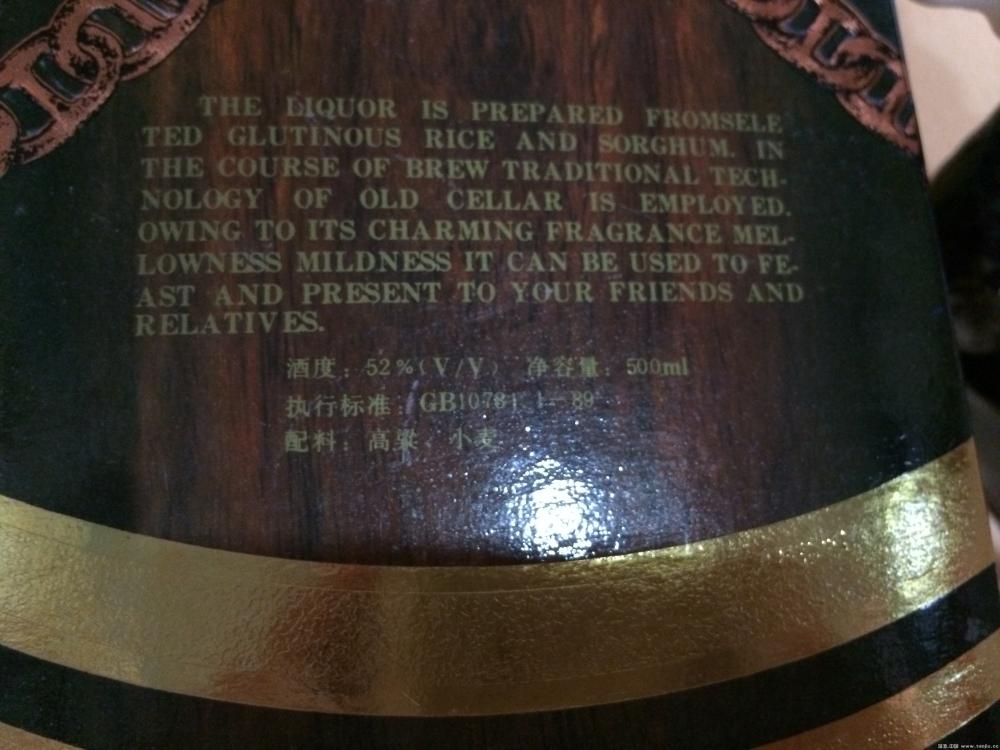 THE LIQUOR IS PREPARED FROMSELE
TED GLUTINOUS RICE AND SORGHUM. IN
THE COURSE OF BREW TRADITIONAL TECH-
NOLOGY OF OLD CELLAR IS EMPLOYED.
OWING TO ITS CHARMING FRAGRANCE MEL-
LOWNESS MILDNESS IT CAN BE USED TO FE-
AST AND PRESENT TO YOUR FRIENDS AND
RELATIVES.
酒度：52%(V/V) 净容量：500ml
执行标准：GB10781.1—89
配料：高粱、小麦